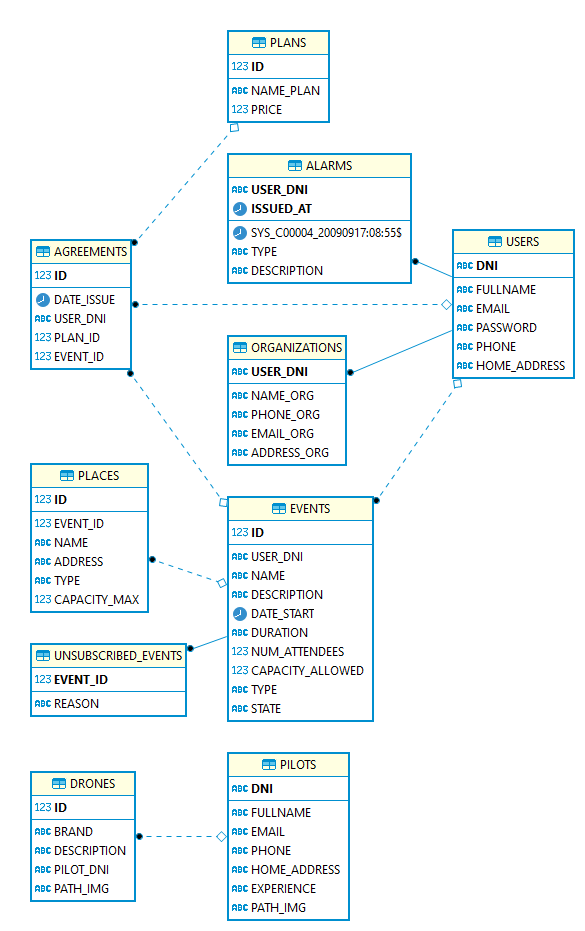 PLANS
123 ID
ABC NAME_PLAN
123 PRICE
ALARMS
ABC USER_DNI
ISSUED_AT
SYS_C00004_20090917:08:55$
ABC TYPE
ABC DESCRIPTION
AGREEMENTS
123 ID
DATE_ISSUE
ABC USER_DNI
123 PLAN_ID
123 EVENT_ID
USERS
ABC DNI
ABC FULLNAME
ABC EMAIL
ABC PASSWORD
ABC PHONE
ABC HOME_ADDRESS
ORGANIZATIONS
ABC USER_DNI
ABC NAME_ORG
ABC PHONE_ORG
ABC EMAIL_ORG
ABC ADDRESS_ORG
PLACES
123 ID
123 EVENT_ID
ABC NAME
ABC ADDRESS
ABC TYPE
123 CAPACITY_MAX
EVENTS
123 ID
ABC USER_DNI
ABC NAME
ABC DESCRIPTION
DATE_START
ABC DURATION
123 NUM_ATTENDEES
123 CAPACITY_ALLOWED
ABC TYPE
ABC STATE
UNSUBSCRIBED_EVENTS
123 EVENT_ID
ABC REASON
DRONES
123 ID
ABC BRAND
ABC DESCRIPTION
ABC PILOT_DNI
ABC PATH_IMG
PILOTS
ABC DNI
ABC FULLNAME
ABC EMAIL
ABC PHONE
ABC HOME_ADDRESS
ABC EXPERIENCE
ABC PATH_IMG